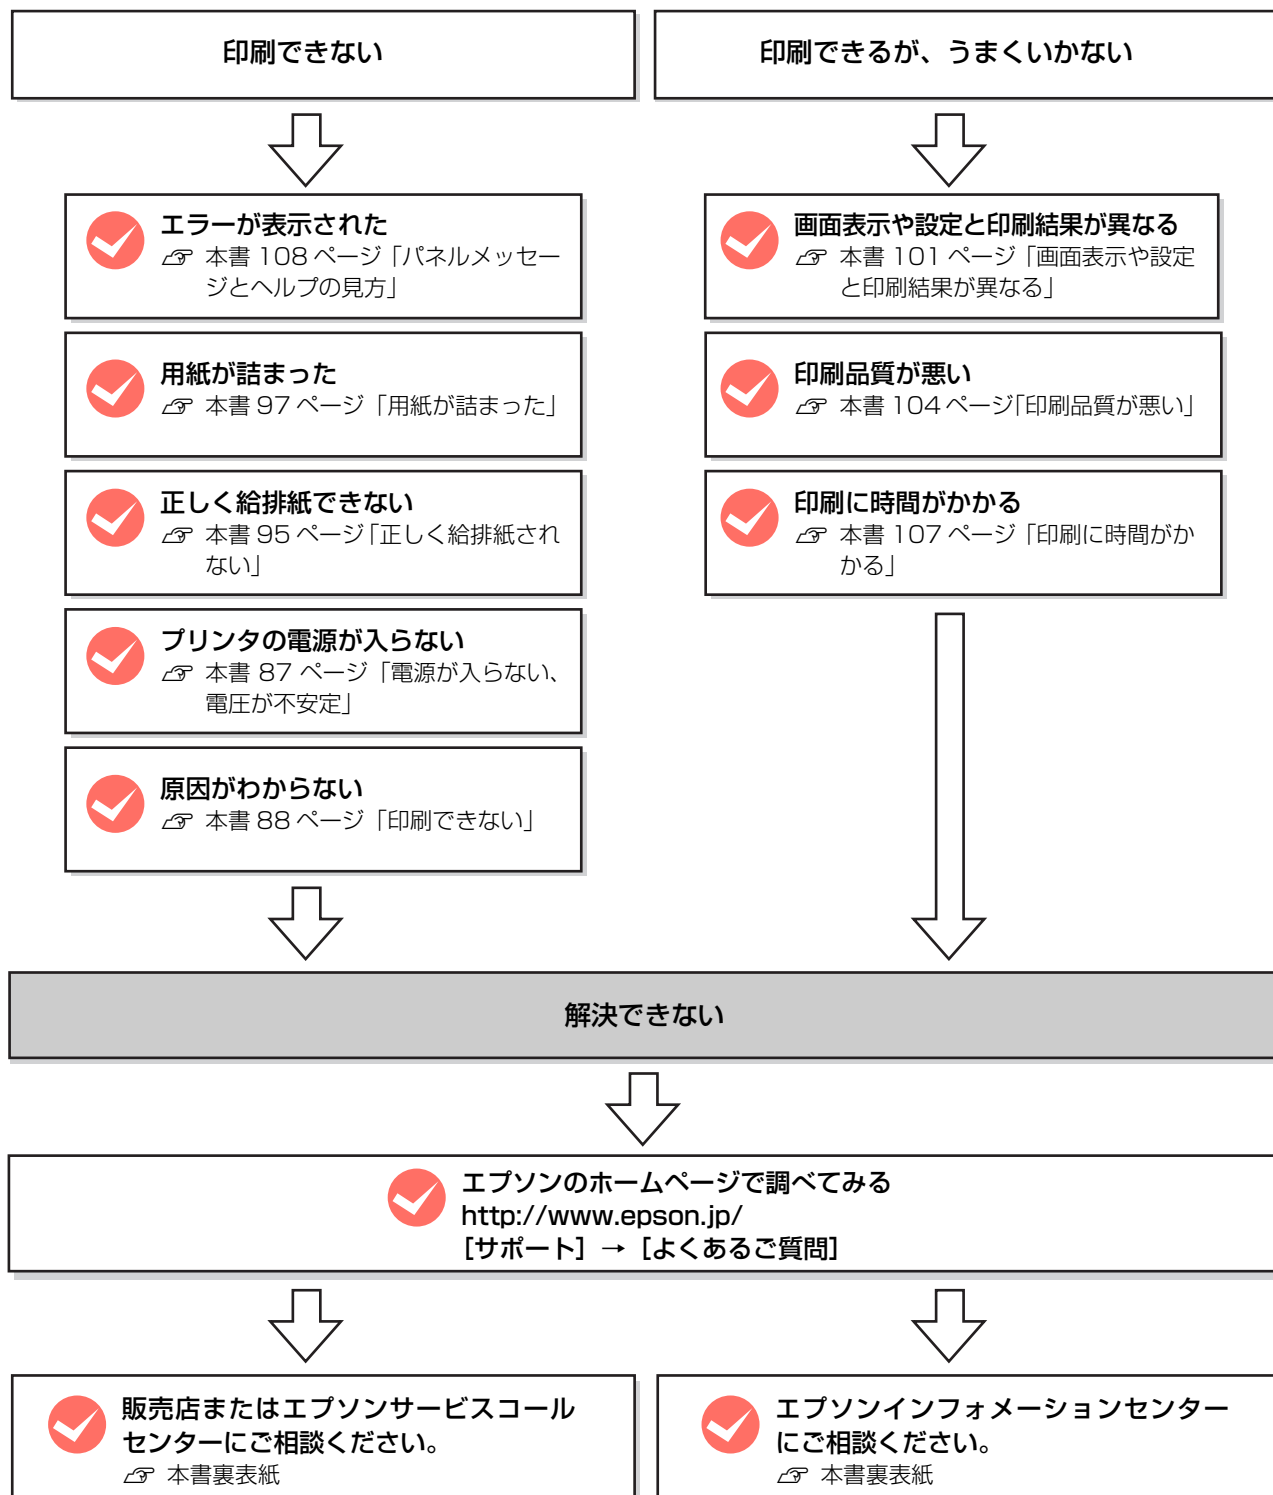 印刷できない
印刷できるが、うまくいかない
エラーが表示された
☞ 本書 108 ページ「パネルメッセー
ジとヘルプの見方」
用紙が詰まった
☞ 本書 97 ページ「用紙が詰まった」
正しく給排紙できない
☞ 本書 95 ページ「正しく給排紙され
ない」
プリンタの電源が入らない
☞ 本書 87 ページ「電源が入らない、
電圧が不安定」
原因がわからない
☞ 本書 88 ページ「印刷できない」
画面表示や設定と印刷結果が異なる
☞ 本書 101 ページ「画面表示や設定
と印刷結果が異なる」
印刷品質が悪い
☞ 本書 104 ページ「印刷品質が悪い」
印刷に時間がかかる
☞ 本書 107 ページ「印刷に時間がか
かる」
解決できない
エプソンのホームページで調べてみる
http://www.epson.jp/
［サポート］→［よくあるご質問］
販売店またはエプソンサービスコール
センターにご相談ください。
☞ 本書裏表紙
エプソンインフォメーションセンター
にご相談ください。
☞ 本書裏表紙